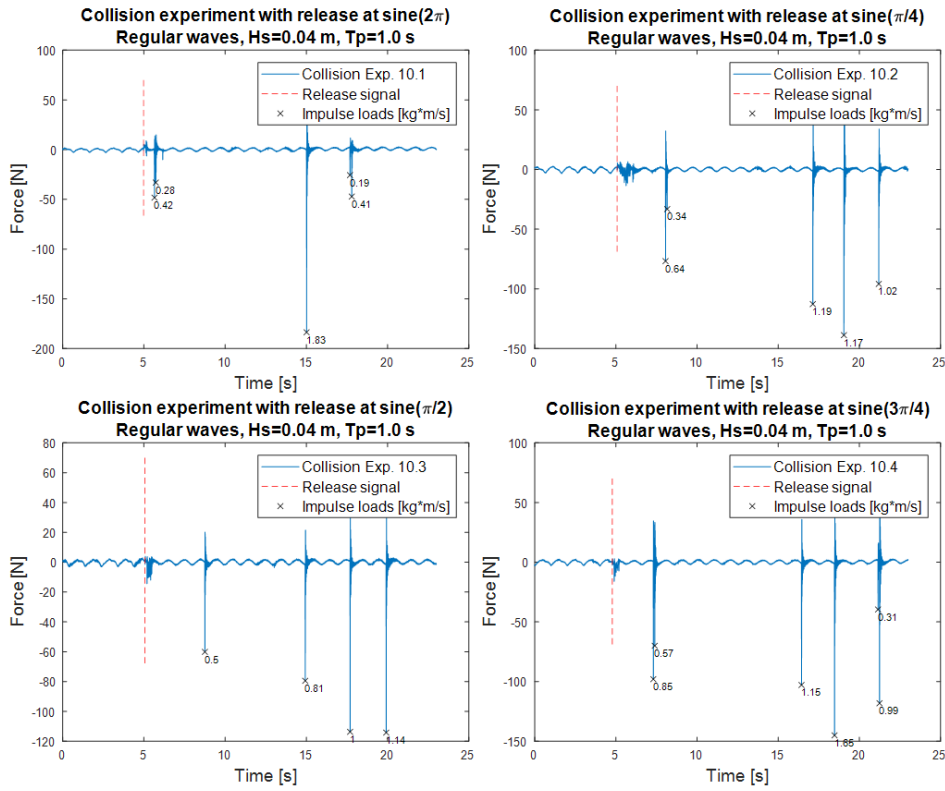 Collision experiment with release at sine(2π)
Regular waves, Hs=0.04 m, Tp=1.0 s
100
50
0
-50
-100
-150
-200
Force [N]
Collision Exp. 10.1
Release signal
Impulse loads [kg*m/s]
0.28
0.42
1.83
0.19
0.41
0
5
10
15
20
25
Time [s]
Collision experiment with release at sine(π/4)
Regular waves, Hs=0.04 m, Tp=1.0 s
100
50
0
-50
-100
-150
Force [N]
Collision Exp. 10.2
Release signal
Impulse loads [kg*m/s]
0.34
0.64
1.19
1.17
1.02
0
5
10
15
20
25
Time [s]
Collision experiment with release at sine(π/2)
Regular waves, Hs=0.04 m, Tp=1.0 s
80
60
40
20
0
-20
-40
-60
-80
-100
-120
Force [N]
Collision Exp. 10.3
Release signal
Impulse loads [kg*m/s]
0.5
0.81
1
1.14
0
5
10
15
20
25
Time [s]
Collision experiment with release at sine(3π/4)
Regular waves, Hs=0.04 m, Tp=1.0 s
100
50
0
-50
-100
-150
Force [N]
Collision Exp. 10.4
Release signal
Impulse loads [kg*m/s]
0.57
0.85
1.15
1.65
0.31
0.99
0
5
10
15
20
25
Time [s]